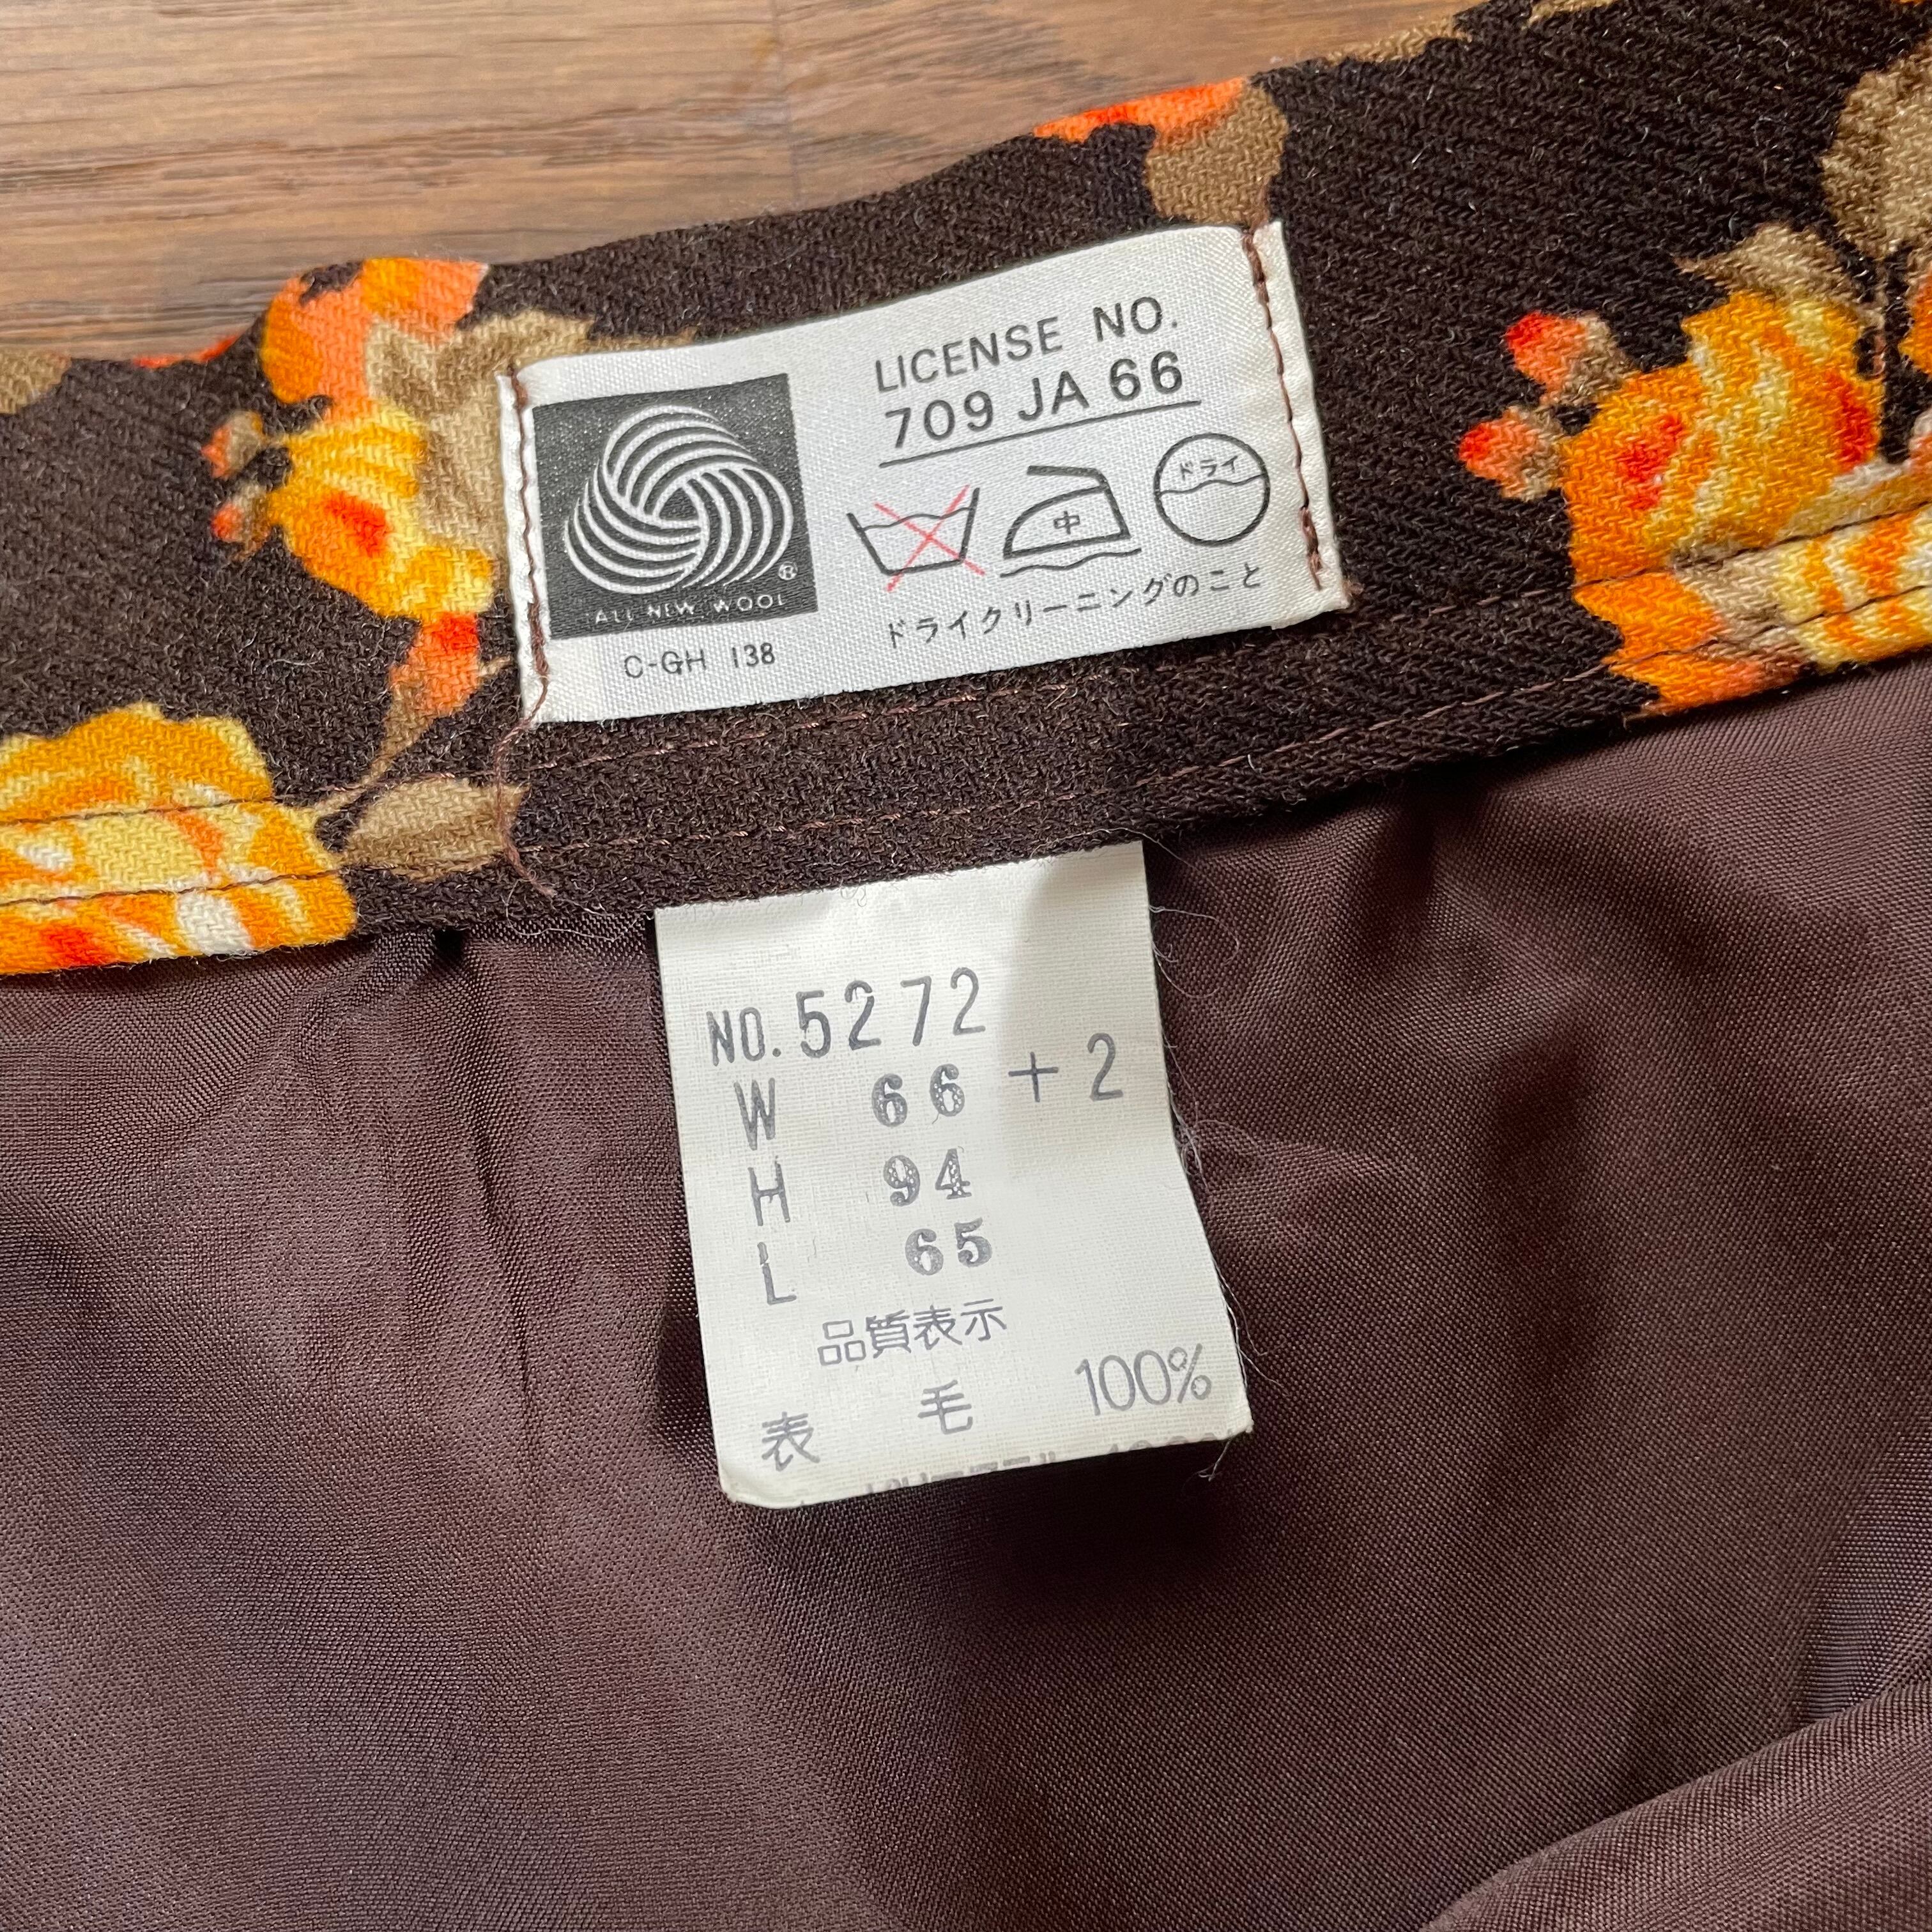 LICENSE NO.
709 JA 66
ドライ
中
ALL NEW WOOL
®
ドライクリーニングのこと
C-GH 138
NO. 5272
W 66 + 2
H 94
L 65
品質表示
表 毛 100%